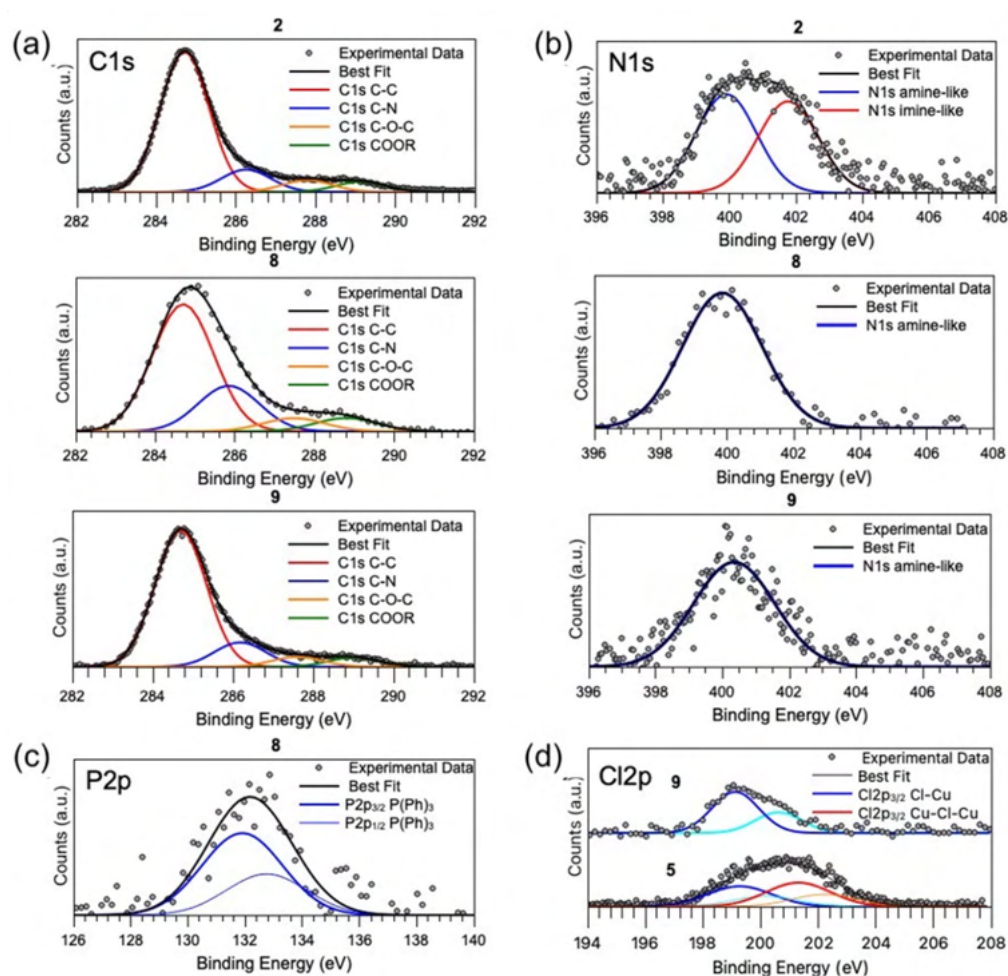 (a)
2
C1s
Experimental Data
Best Fit
C1s C-C
C1s C-N
C1s C-O-C
C1s COOR
Counts (a.u.)
282 284 286 288 290 292
Binding Energy (eV)
8
Experimental Data
Best Fit
C1s C-C
C1s C-N
C1s C-O-C
C1s COOR
Counts (a.u.)
282 284 286 288 290 292
Binding Energy (eV)
9
Experimental Data
Best Fit
C1s C-C
C1s C-N
C1s C-O-C
C1s COOR
Counts (a.u.)
282 284 286 288 290 292
Binding Energy (eV)
(b)
2
N1s
Experimental Data
Best Fit
N1s amine-like
N1s imine-like
Counts (a.u.)
396 398 400 402 404 406 408
Binding Energy (eV)
8
Experimental Data
Best Fit
N1s amine-like
Counts (a.u.)
396 398 400 402 404 406 408
Binding Energy (eV)
9
Experimental Data
Best Fit
N1s amine-like
Counts (a.u.)
396 398 400 402 404 406 408
Binding Energy (eV)
(c)
8
P2p
Experimental Data
Best Fit
P2p3/2 P(Ph)3
P2p1/2 P(Ph)3
Counts (a.u.)
126 128 130 132 134 136 138 140
Binding Energy (eV)
(d)
Cl2p
9
Experimental Data
Best Fit
Cl2p3/2 Cl-Cu
Cl2p3/2 Cu-Cl-Cu
5
Counts (a.u.)
194 196 198 200 202 204 206 208
Binding Energy (eV)